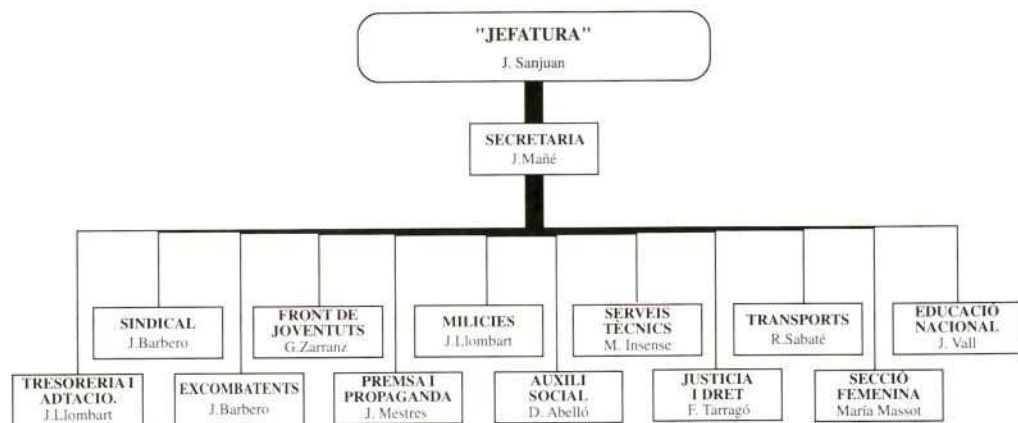 "JEFATURA"
J. Sanjuan
SECRETARIA
J.Mañé
SINDICAL
J.Barbero
FRONT DE
JOVENTUTS
G.Zarranz
MILICIES
J.Llombart
SERVEIS
TÈCNICS
M. Insense
TRANSPORTS
R.Sabaté
EDUCACIÓ
NACIONAL
J. Vall
TRESORERIA I
ADTACIO.
J.Llombart
EXCOMBATENTS
J.Barbero
PREMSA I
PROPAGANDA
J. Mestres
AUXILI
SOCIAL
D. Abelló
JUSTICIA
I DRET
F. Tarragó
SECCIÓ
FEMENINA
María Massot